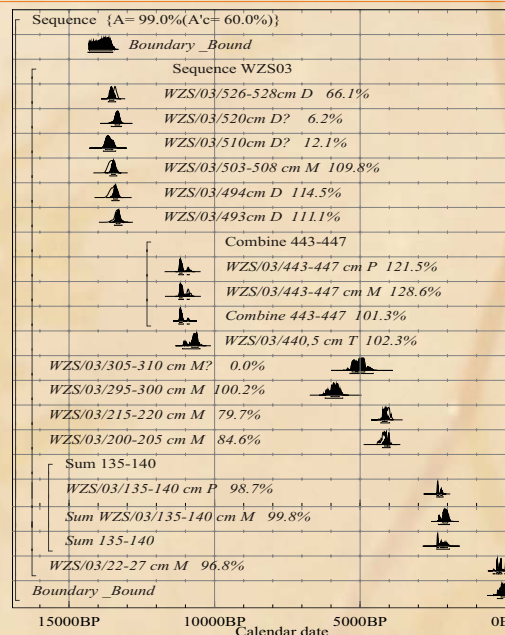 Sequence {A= 99.0%(A'c= 60.0%)}
Boundary _Bound
Sequence WZS03
WZS/03/526-528cm D 66.1%
WZS/03/520cm D? 6.2%
WZS/03/510cm D? 12.1%
WZS/03/503-508 cm M 109.8%
WZS/03/494cm D 114.5%
WZS/03/493cm D 111.1%
Combine 443-447
WZS/03/443-447 cm P 121.5%
WZS/03/443-447 cm M 128.6%
Combine 443-447 101.3%
WZS/03/440,5 cm T 102.3%
WZS/03/305-310 cm M? 0.0%
WZS/03/295-300 cm M 100.2%
WZS/03/215-220 cm M 79.7%
WZS/03/200-205 cm M 84.6%
Sum 135-140
WZS/03/135-140 cm P 98.7%
Sum WZS/03/135-140 cm M 99.8%
Sum 135-140
WZS/03/22-27 cm M 96.8%
Boundary _Bound
15000BP 10000BP 5000BP
Calendar date